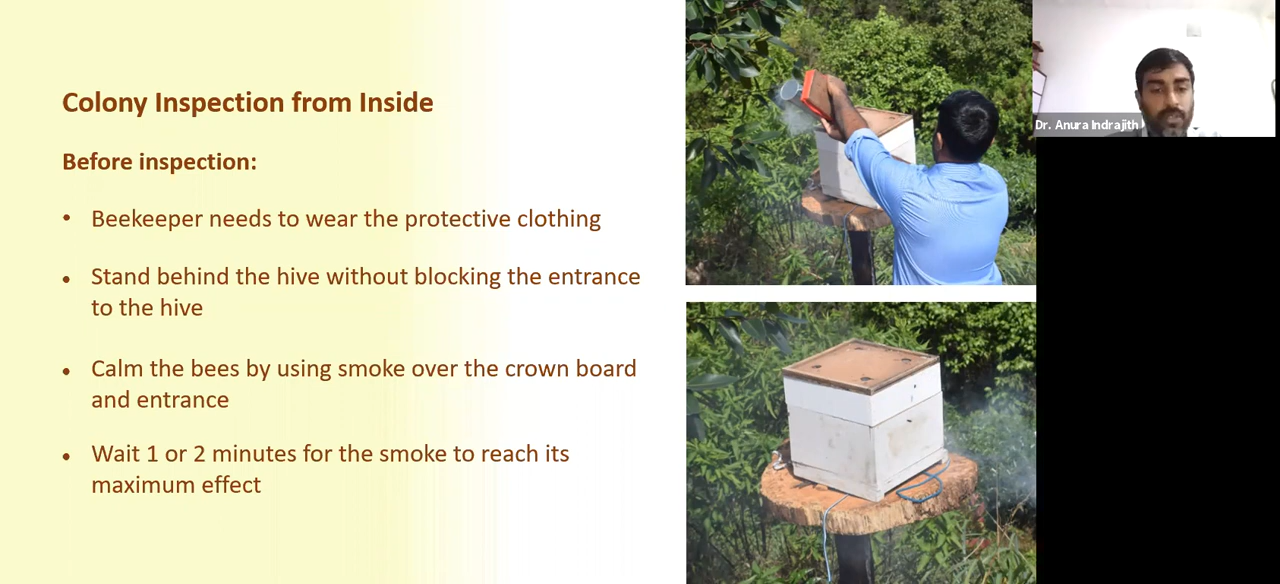 Colony Inspection from Inside
Before inspection:
• Beekeeper needs to wear the protective clothing
• Stand behind the hive without blocking the entrance
to the hive
• Calm the bees by using smoke over the crown board
and entrance
• Wait 1 or 2 minutes for the smoke to reach its
maximum effect
Dr. Anura Indrajith